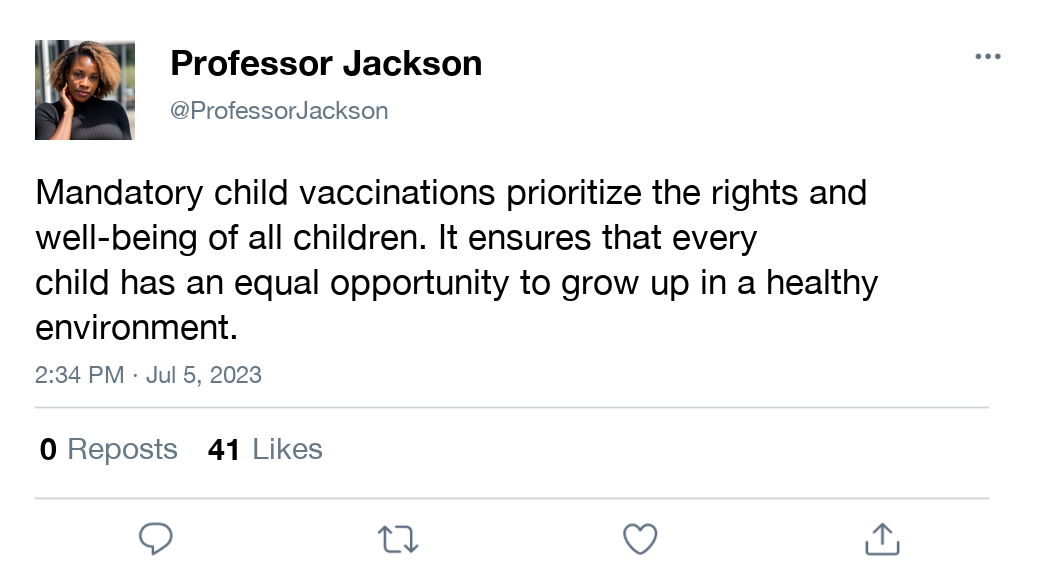 Professor Jackson
@ProfessorJackson
Mandatory child vaccinations prioritize the rights and
well-being of all children. It ensures that every
child has an equal opportunity to grow up in a healthy
environment.
2:34 PM · Jul 5, 2023
0 Reposts 41 Likes